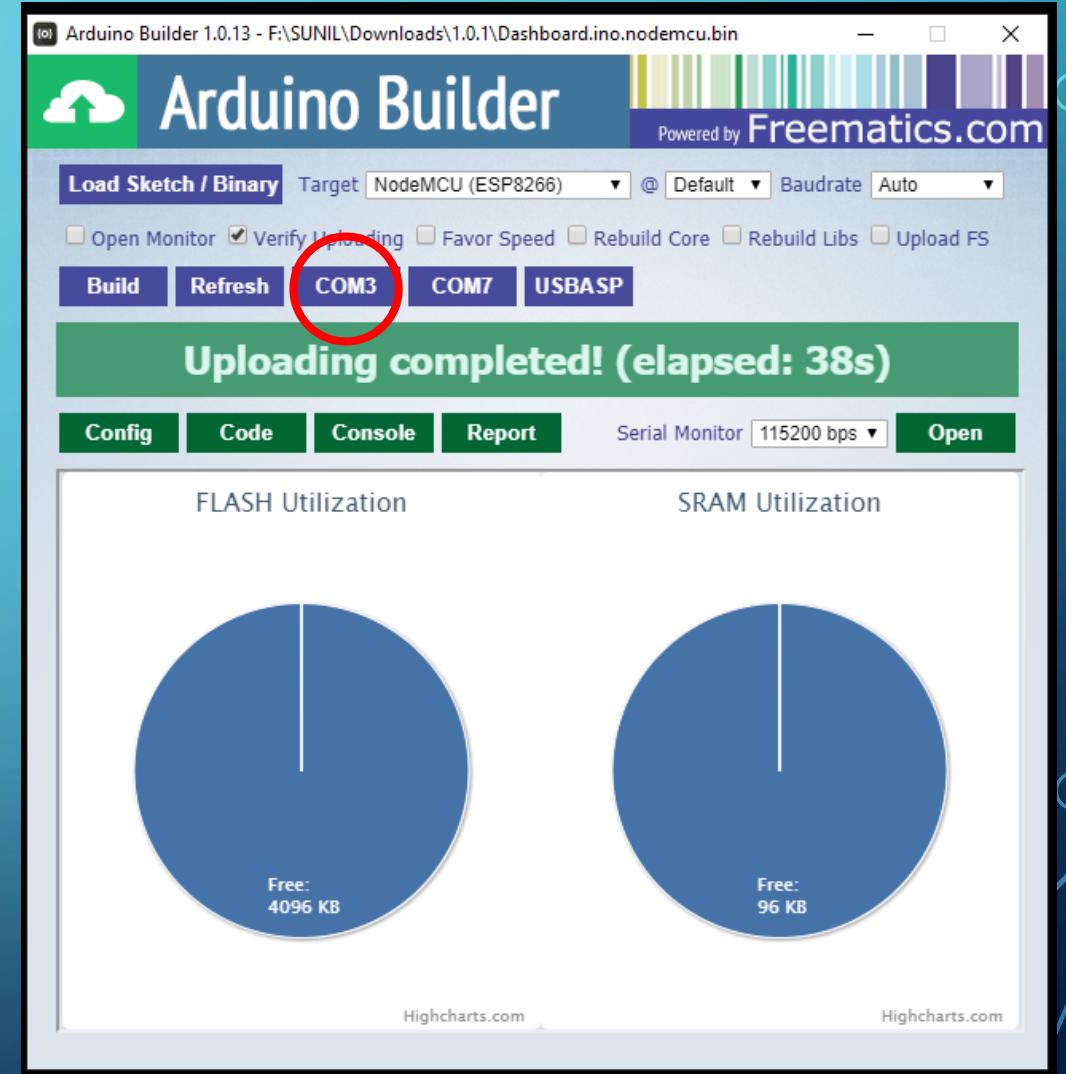 Arduino Builder 1.0.13 - F:\SUNIL\Downloads\1.0.1\Dashboard.ino.nodemcu.bin
Arduino Builder
Powered by Freematics.com
Load Sketch / Binary Target NodeMCU (ESP8266) @ Default Baudrate Auto
Open Monitor Verify Uploading Favor Speed Rebuild Core Rebuild Libs Upload FS
Build Refresh COM3 COM7 USBASP
Uploading completed! (elapsed: 38s)
Config Code Console Report Serial Monitor 115200 bps Open
FLASH Utilization SRAM Utilization
Free: Free:
4096 KB 96 KB
Highcharts.com Highcharts.com